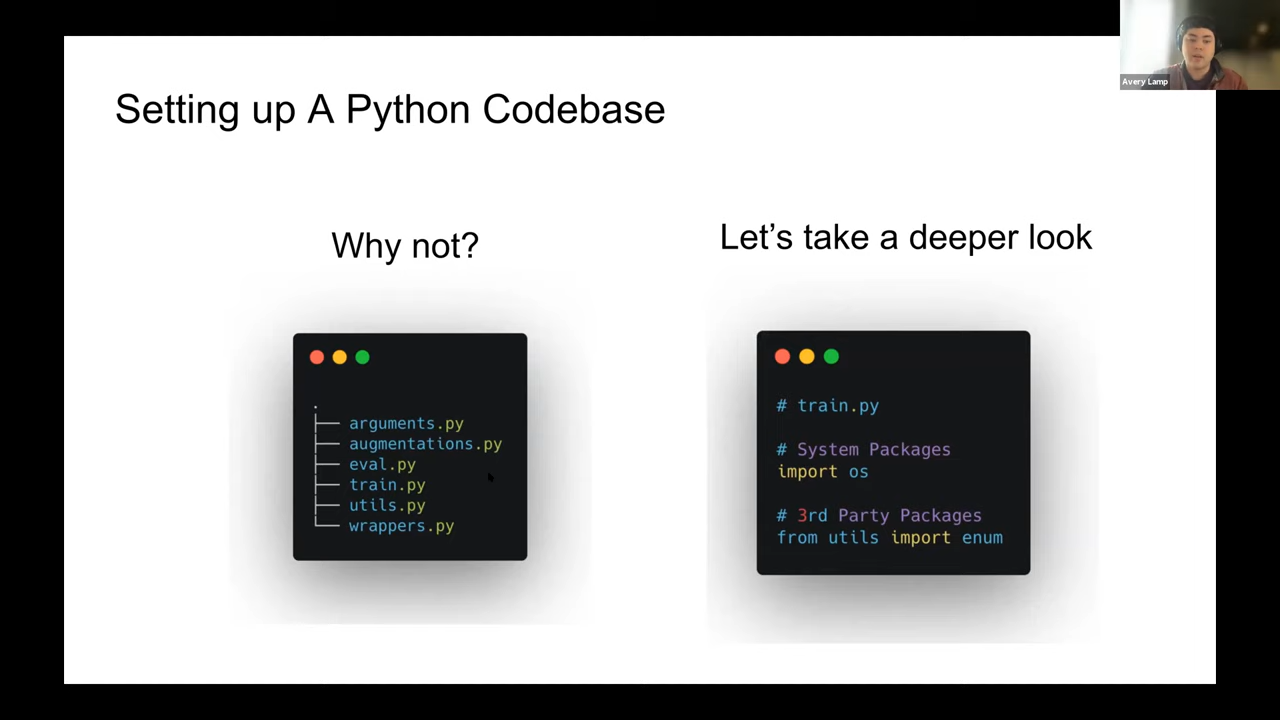 Avery Lamp
Setting up A Python Codebase
Why not?
.
├── arguments.py
├── augmentations.py
├── eval.py
├── train.py
├── utils.py
└── wrappers.py
Let’s take a deeper look
# train.py
# System Packages
import os
# 3rd Party Packages
from utils import enum